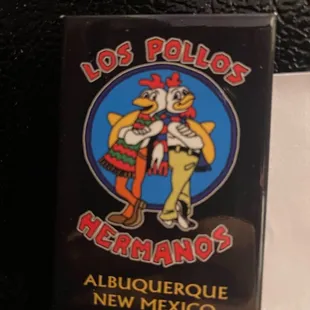 LOS POLLOS
HERMANOS
ALBUQUERQUE
NEW MEXICO